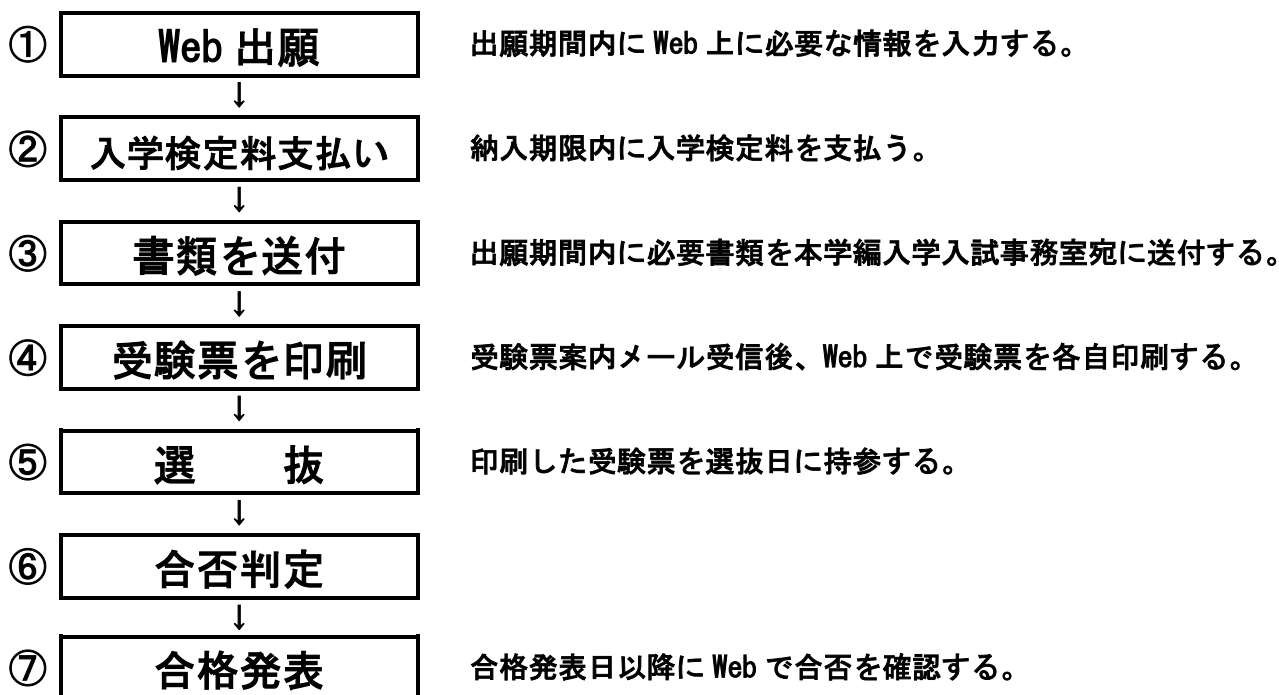 ① Web 出願 出願期間内に Web 上に必要な情報を入力する。
↓
② 入学検定料支払い 納入期限内に入学検定料を支払う。
↓
③ 書類を送付 出願期間内に必要書類を本学編入学入試事務室宛に送付する。
↓
④ 受験票を印刷 受験票案内メール受信後、Web 上で受験票を各自印刷する。
↓
⑤ 選　　抜 印刷した受験票を選抜日に持参する。
↓
⑥ 合否判定
↓
⑦ 合格発表 合格発表日以降に Web で合否を確認する。